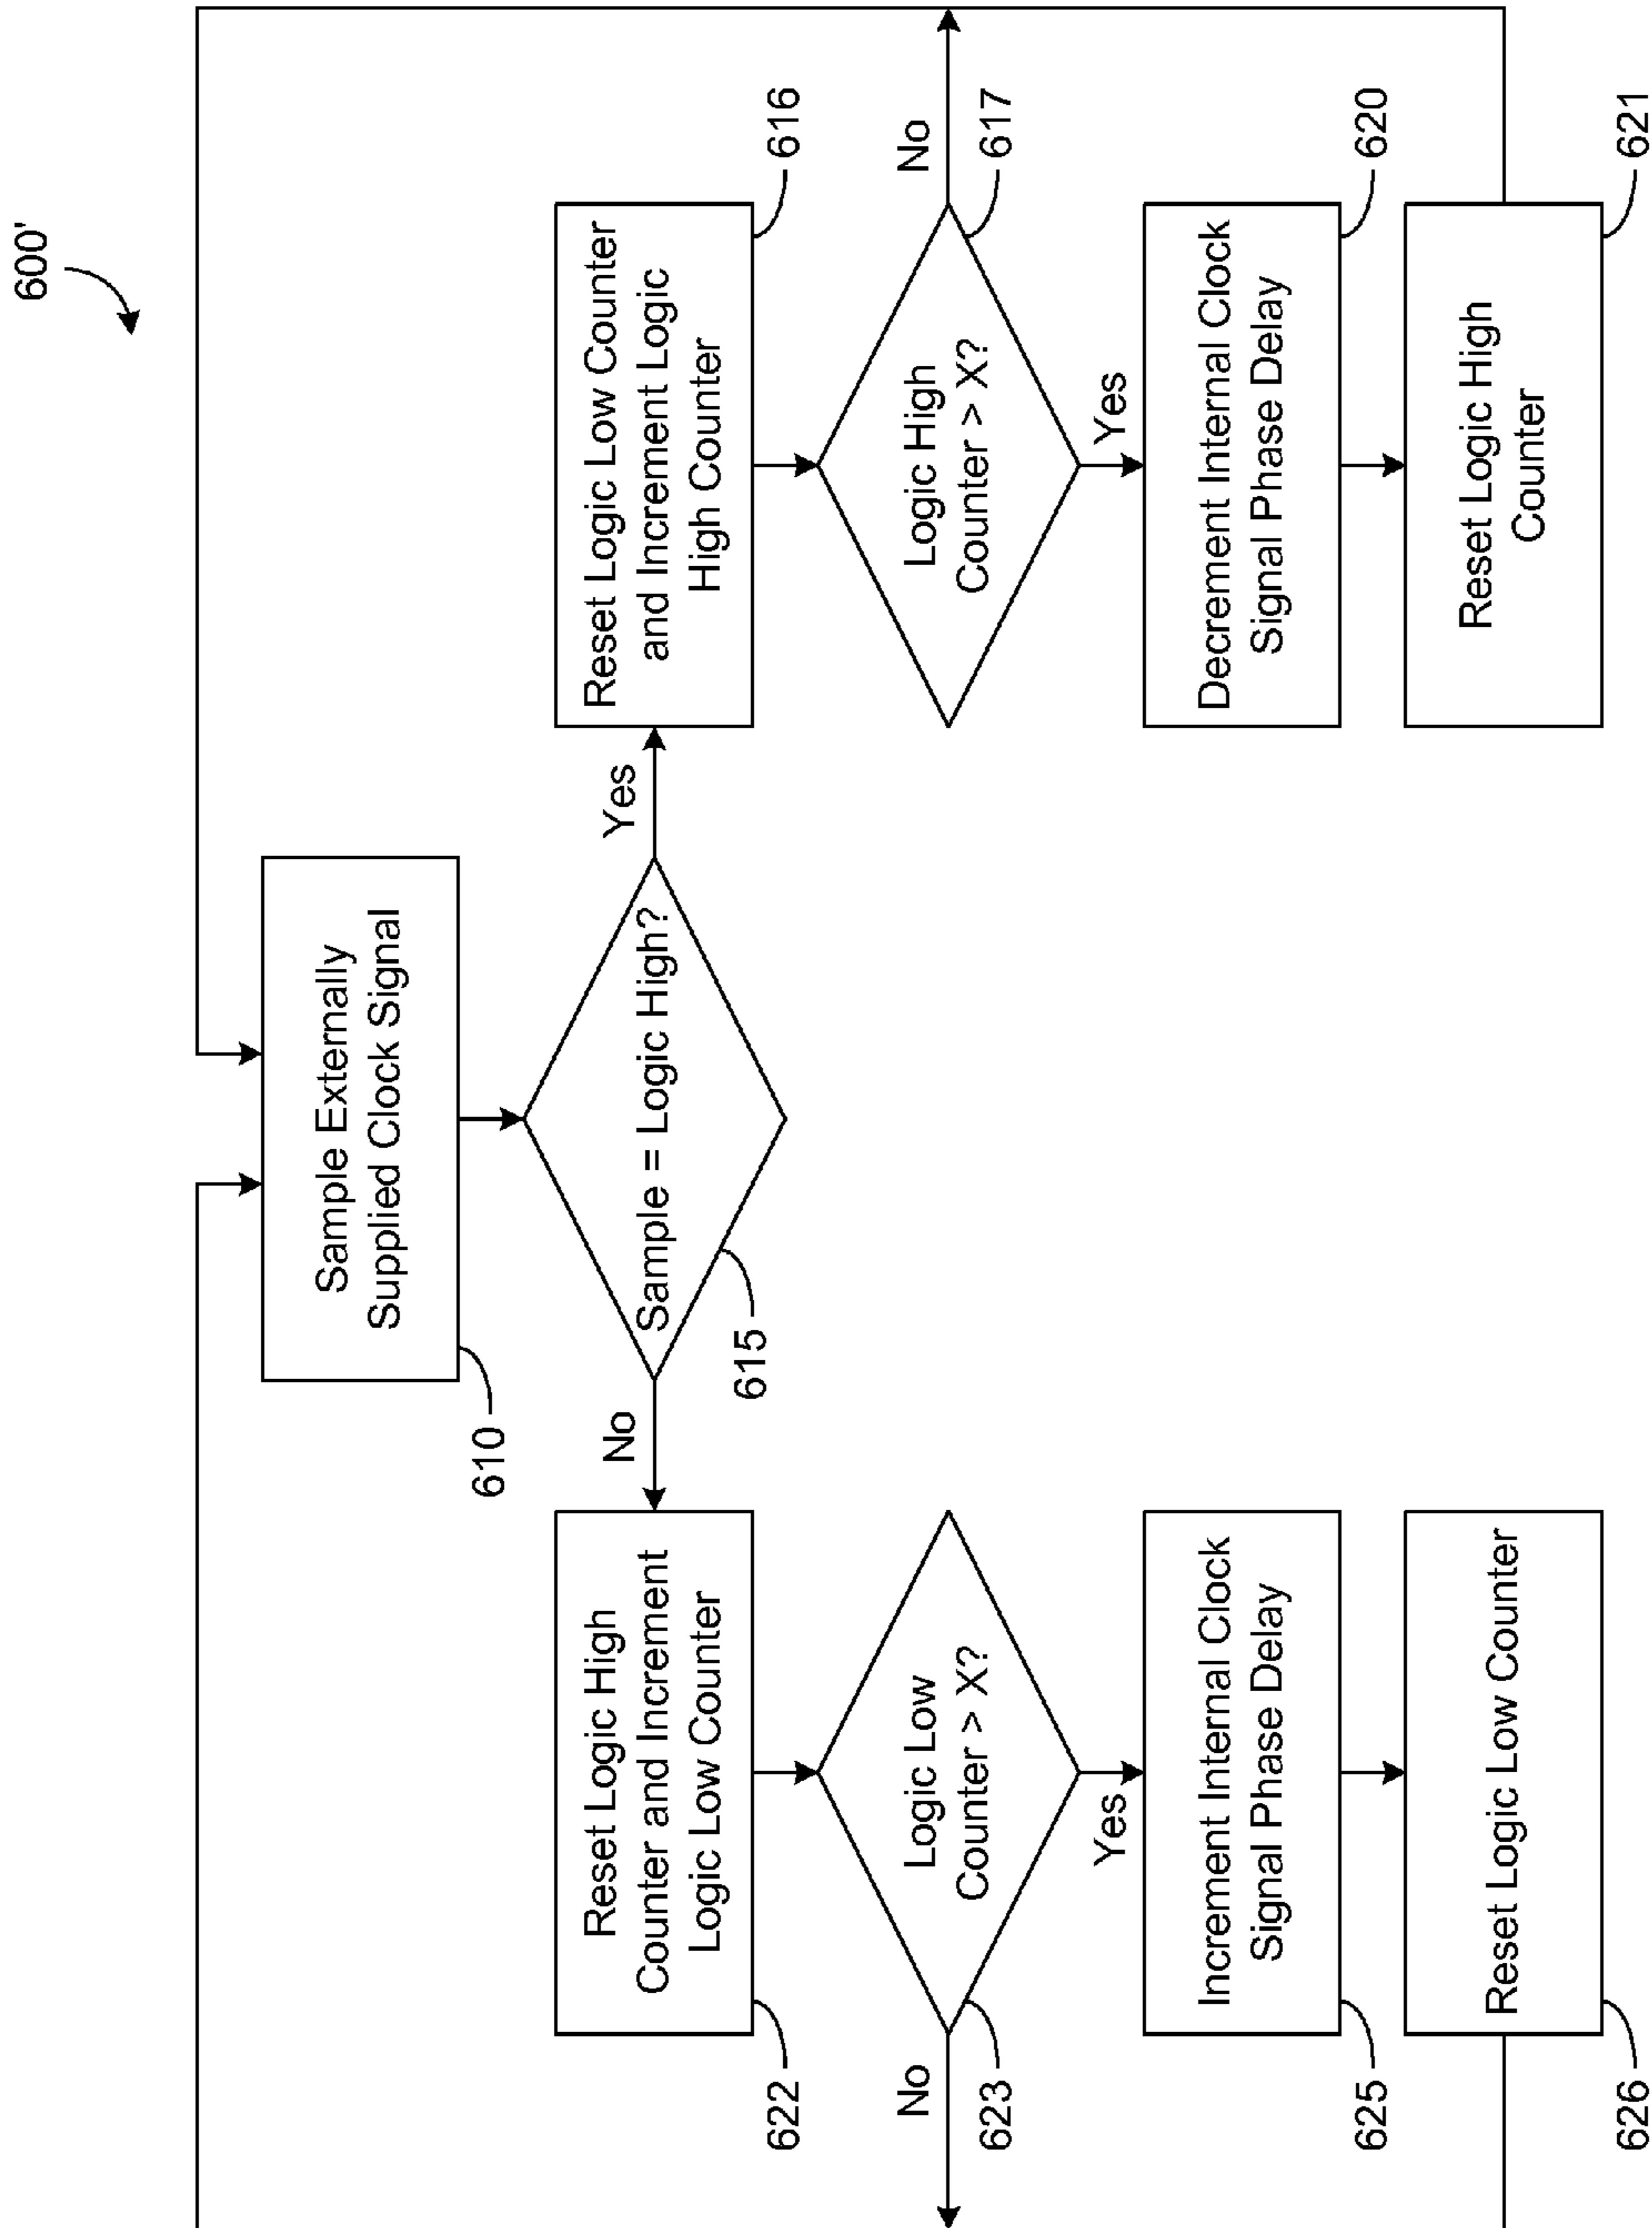 600'
Sample Externally
Supplied Clock Signal
610
Sample = Logic High?
615
No
Yes
Reset Logic High
Counter and Increment
Logic Low Counter
622
Reset Logic Low Counter
and Increment Logic
High Counter
616
Logic Low
Counter > X?
No
623
Yes
Logic High
Counter > X?
No
617
Yes
Increment Internal Clock
Signal Phase Delay
625
Decrement Internal Clock
Signal Phase Delay
620
Reset Logic Low Counter
626
Reset Logic High
Counter
621